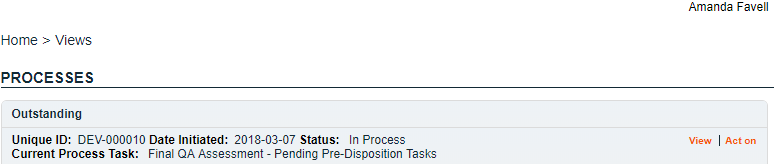 Amanda Favell
Home > Views
PROCESSES
Outstanding
Unique ID: DEV-000010 Date Initiated: 2018-03-07 Status: In Process View | Act on
Current Process Task: Final QA Assessment - Pending Pre-Disposition Tasks